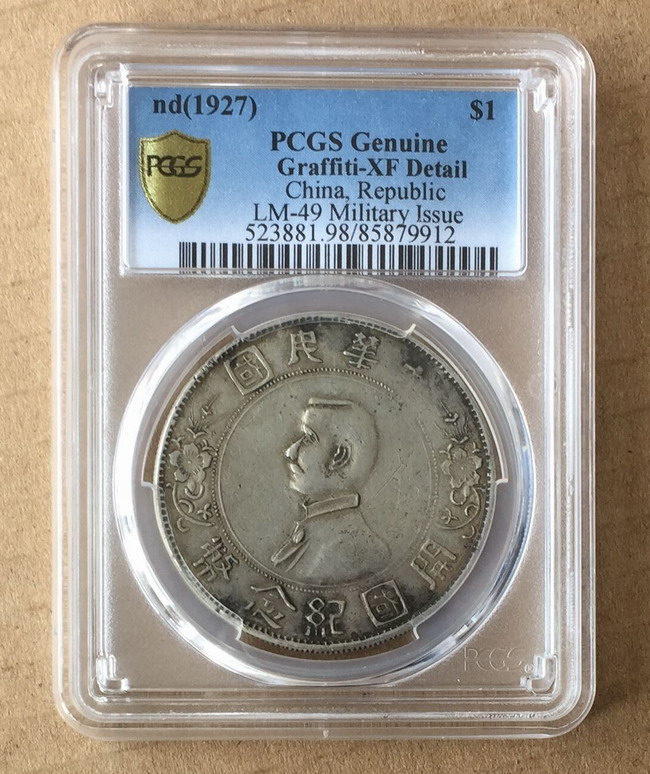 nd(1927) $1
PCGS Genuine
Graffiti-XF Detail
China, Republic
LM-49 Military Issue
523881.98/85879912
PCGS
華民國
開國紀念幣
PCGS